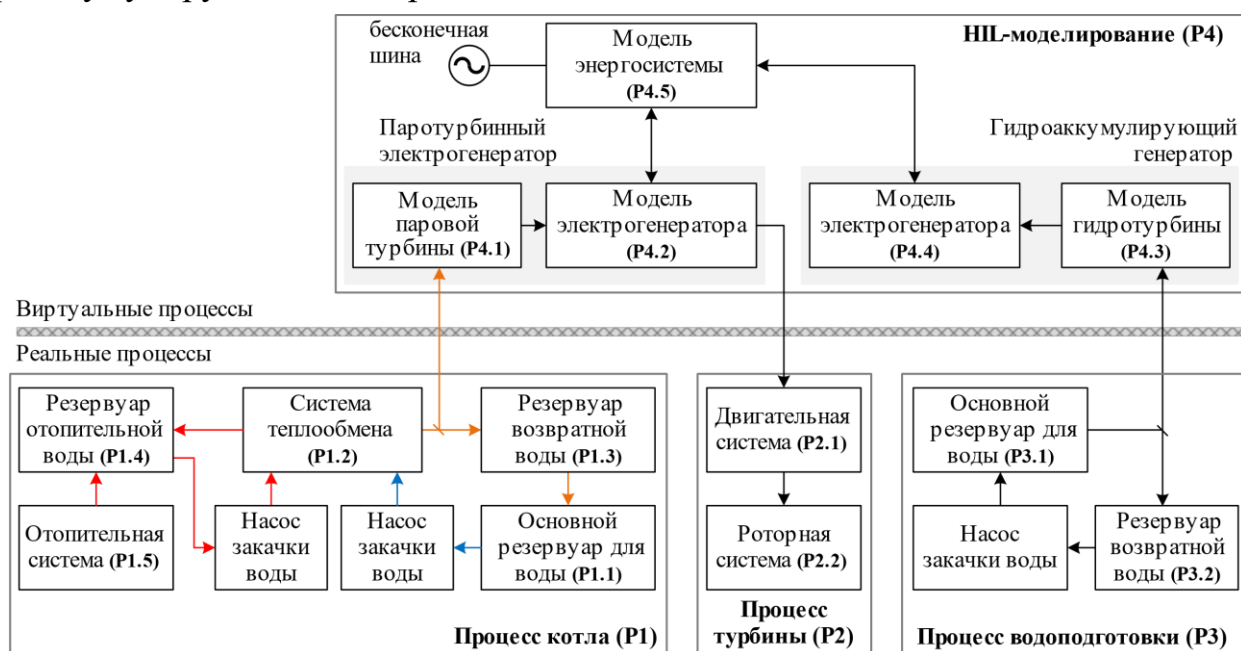 бесконечная
шина
Модель
энергосистемы
(P4.5)
HIL-моделирование (P4)
Паротурбинный
электрогенератор
Гидроаккумулирующий
генератор
Модель
паровой
турбины (P4.1)
Модель
электрогенератора
(P4.2)
Модель
электрогенератора
(P4.4)
Модель
гидротурбины
(P4.3)
Виртуальные процессы
Реальные процессы
Резервуар
отопительной
воды (P1.4)
Система
теплообмена
(P1.2)
Резервуар
возвратной
воды (P1.3)
Отопительная
система (P1.5)
Насос
закачки
воды
Насос
закачки
воды
Основной
резервуар для
воды (P1.1)
Процесс котла (P1)
Двигательная
система (P2.1)
Роторная
система (P2.2)
Процесс
турбины (P2)
Основной
резервуар для
воды (P3.1)
Насос
закачки воды
Резервуар
возвратной
воды (P3.2)
Процесс водоподготовки (P3)